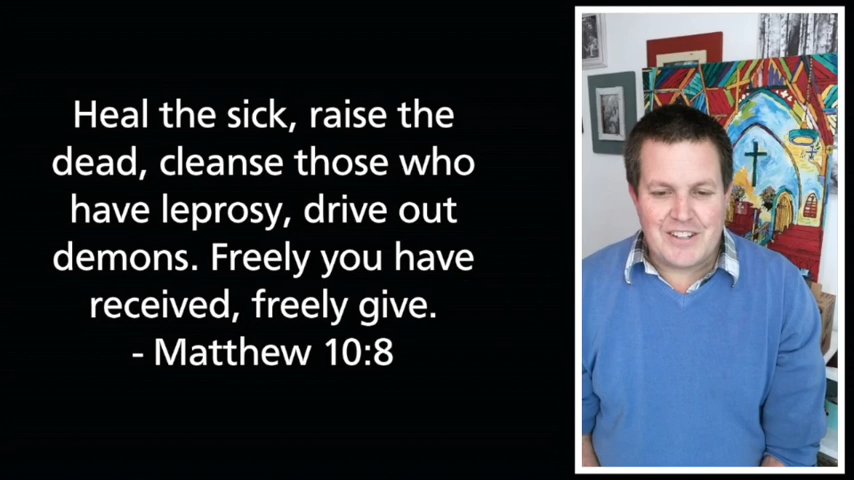 Heal the sick, raise the
dead, cleanse those who
have leprosy, drive out
demons. Freely you have
received, freely give.
- Matthew 10:8